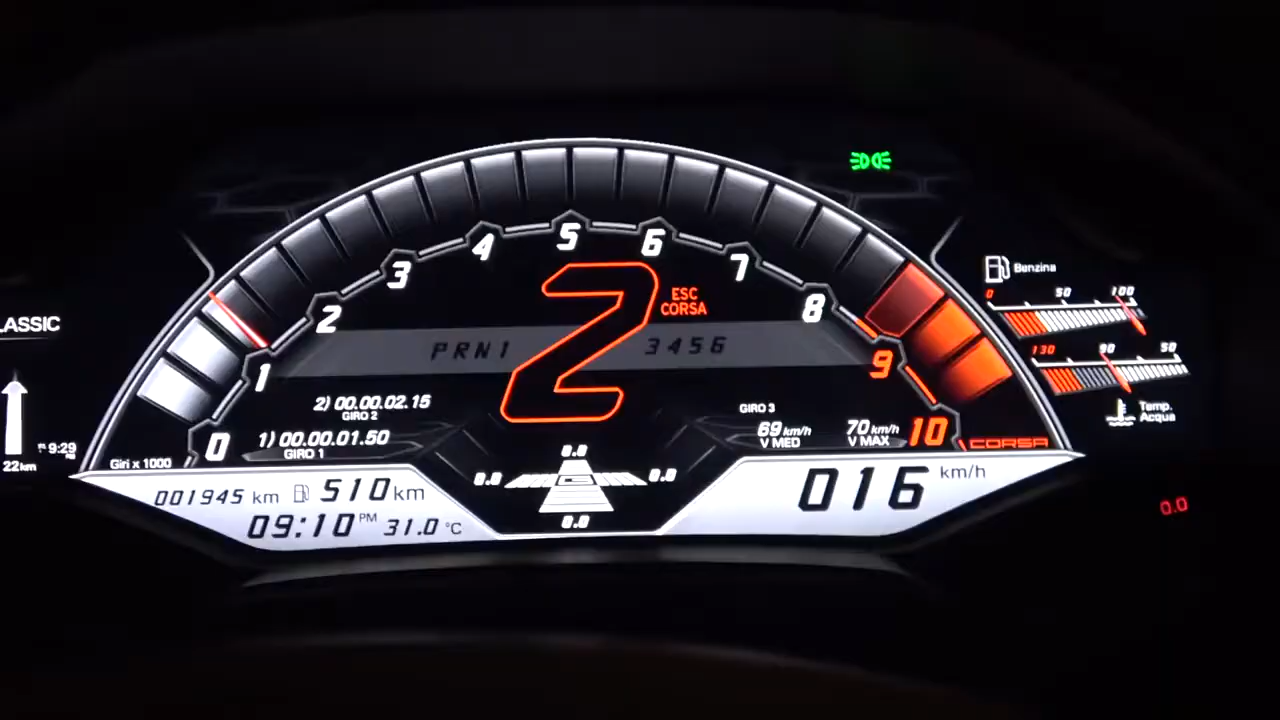 Benzina
0 50 100
130 90 50
Temp.
Acqua
0 1 2 3 4 5 6 7 8 9 10
2
ESC
CORSA
PRN1 3456
2) 00.00.02.15
GIRO 2
1) 00.00.01.50
GIRO 1
GIRO 3
69 km/h
V MED
70 km/h
V MAX
CORSA
Giri x 1000
001945 km 510 km
09:10 PM 31.0 °C
0.0
0.0 G 0.0
0.0
016 km/h
LASSIC
9:29
22km
0.0